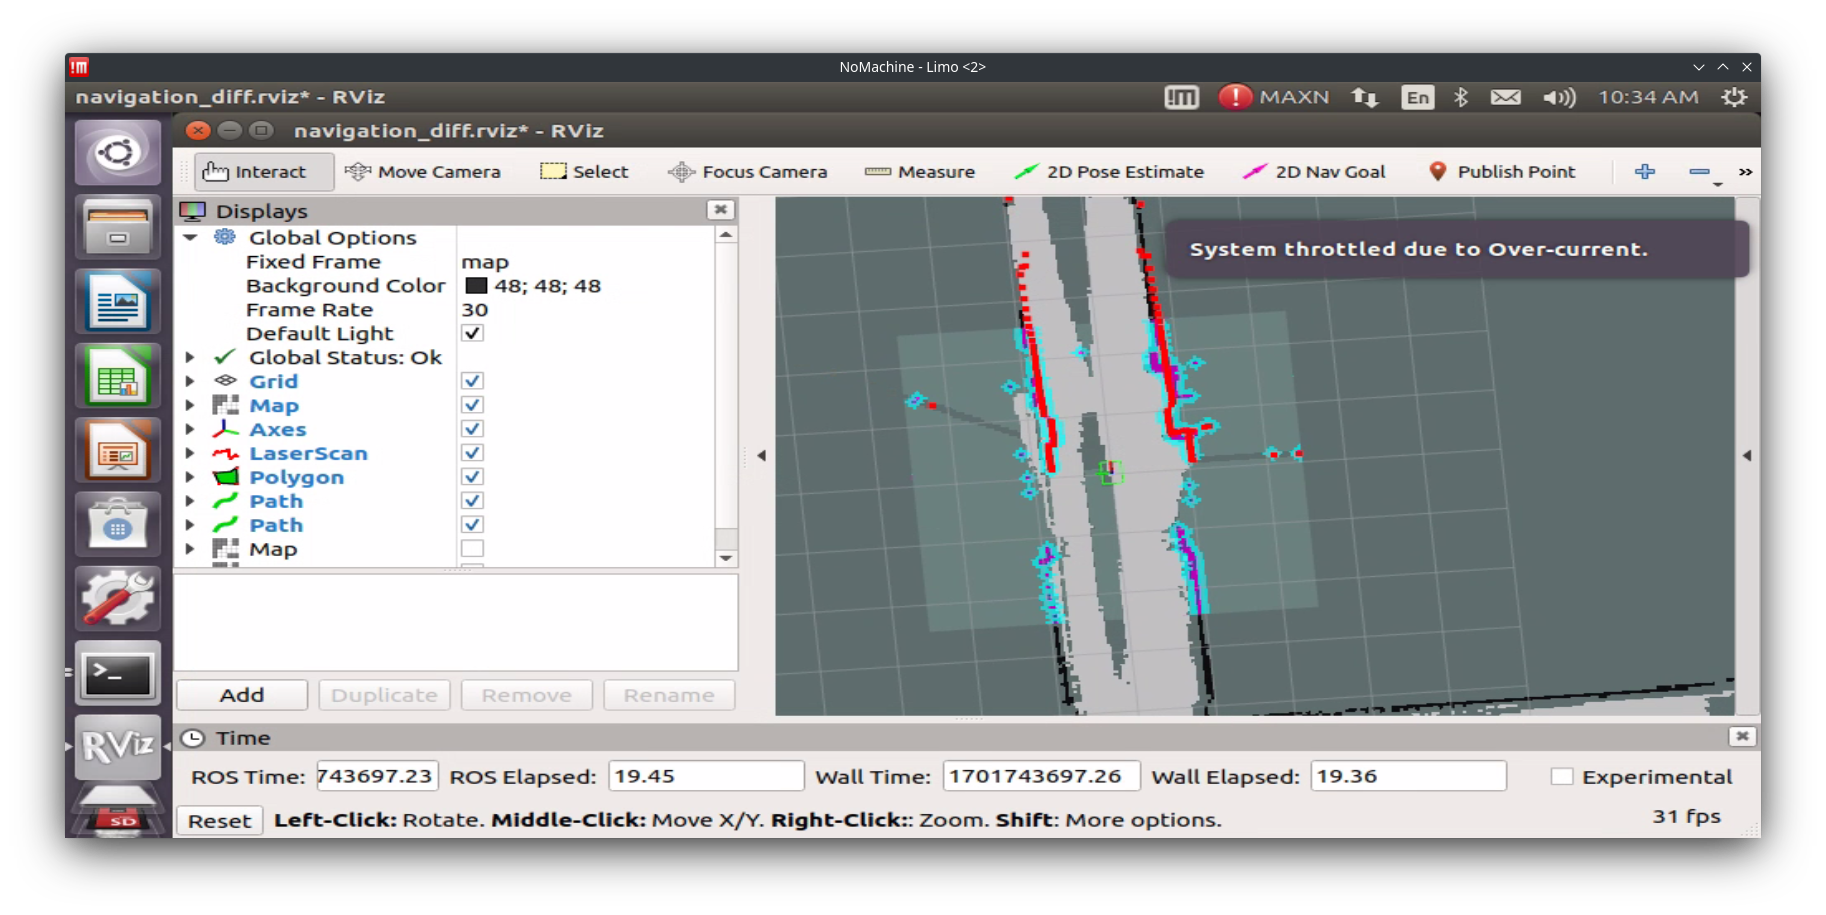 NoMachine - Limo <2>
navigation_diff.rviz* - RViz
!m MAXN En 10:34 AM
navigation_diff.rviz* - RViz
Interact Move Camera Select Focus Camera Measure 2D Pose Estimate 2D Nav Goal Publish Point »
Displays
Global Options
Fixed Frame map
Background Color 48; 48; 48
Frame Rate 30
Default Light
Global Status: Ok
Grid
Map
Axes
LaserScan
Polygon
Path
Path
Map
System throttled due to Over-current.
Add Duplicate Remove Rename
RViz
SD
Time
ROS Time: 743697.23 ROS Elapsed: 19.45 Wall Time: 1701743697.26 Wall Elapsed: 19.36 Experimental
Reset Left-Click: Rotate. Middle-Click: Move X/Y. Right-Click:: Zoom. Shift: More options. 31 fps